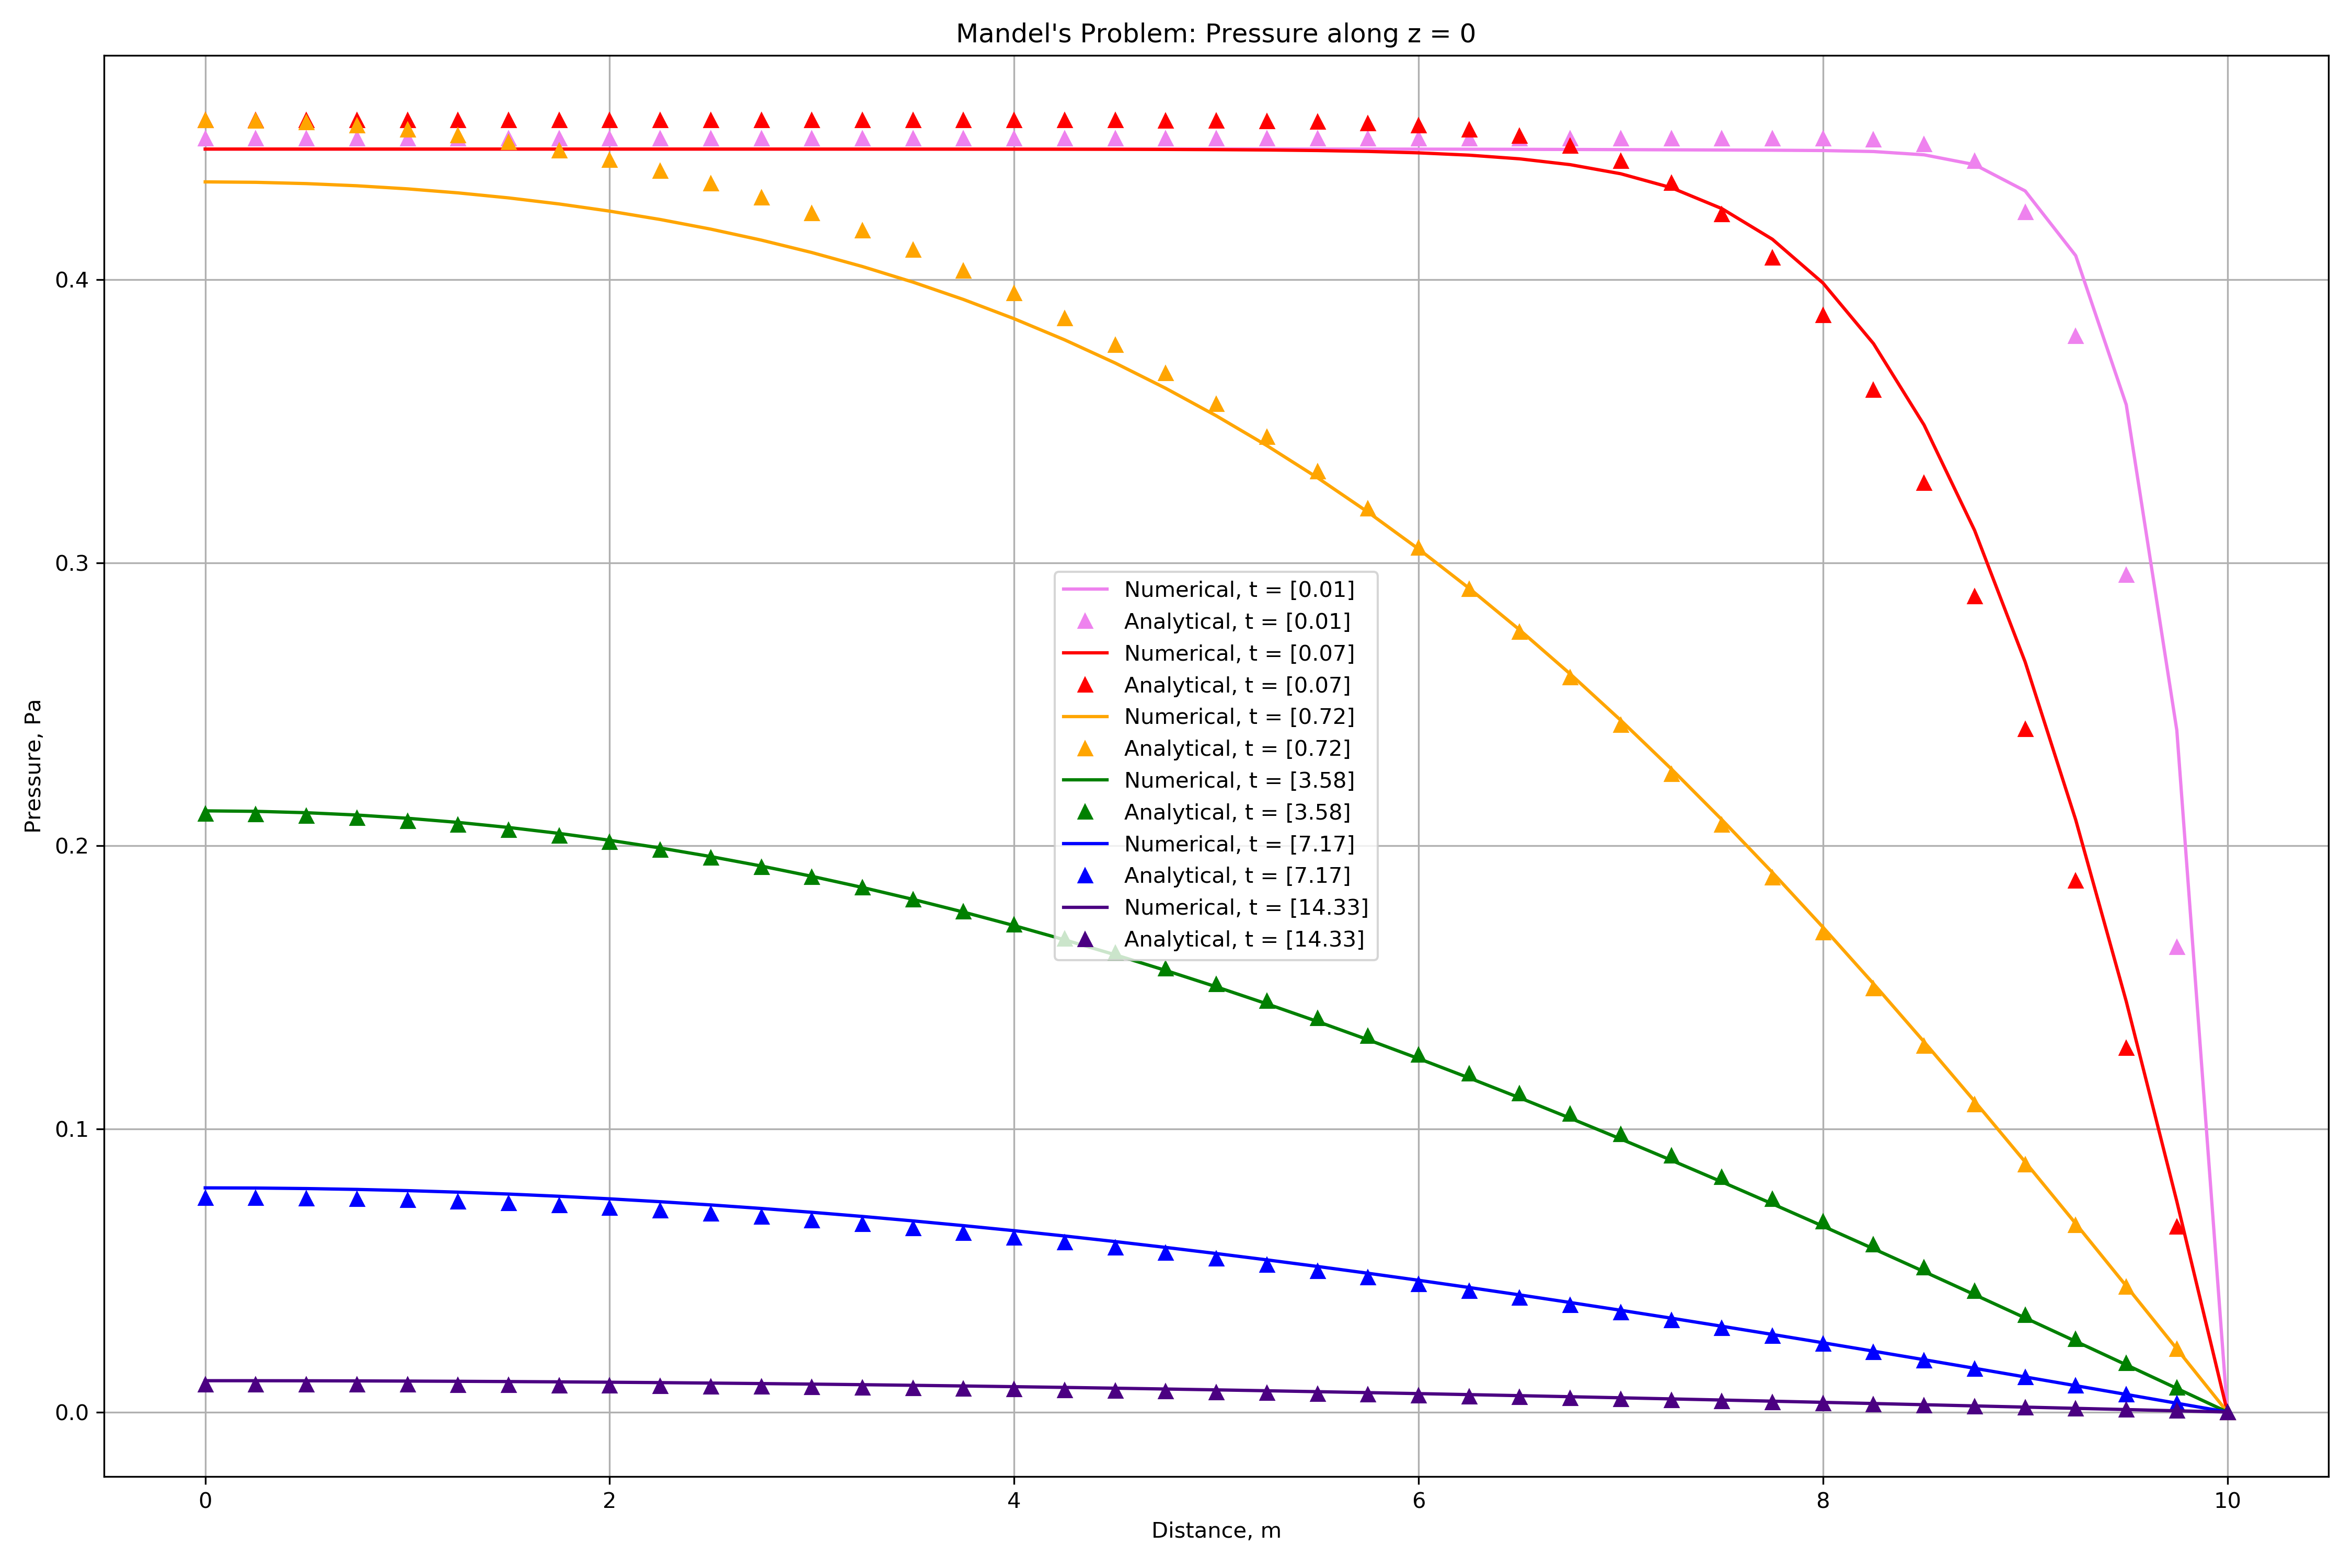 Mandel's Problem: Pressure along z = 0
Pressure, Pa
0.4
0.3
0.2
0.1
0.0
Numerical, t = [0.01]
Analytical, t = [0.01]
Numerical, t = [0.07]
Analytical, t = [0.07]
Numerical, t = [0.72]
Analytical, t = [0.72]
Numerical, t = [3.58]
Analytical, t = [3.58]
Numerical, t = [7.17]
Analytical, t = [7.17]
Numerical, t = [14.33]
Analytical, t = [14.33]
0 2 4 6 8 10
Distance, m